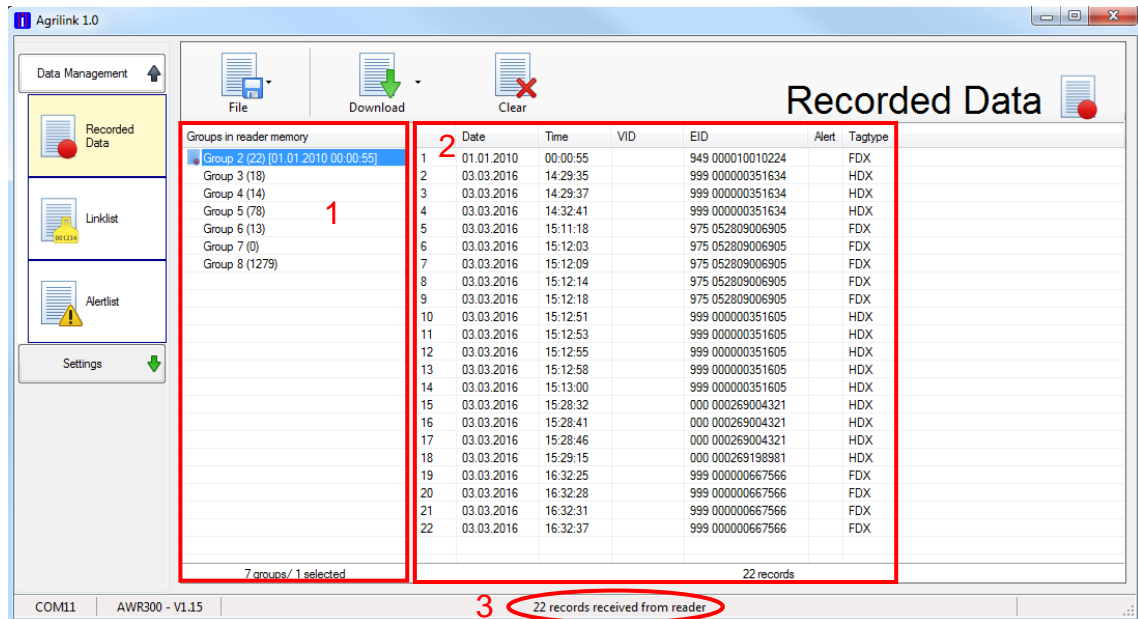 Agrilink 1.0
Data Management
Recorded Data
Linklist
001234
Alertlist
Settings
File
Download
Clear
Recorded Data
Groups in reader memory
Group 2 (22) [01.01.2010 00:00:55]
Group 3 (18)
Group 4 (14)
Group 5 (78)
Group 6 (13)
Group 7 (0)
Group 8 (1279)
1
7 groups/ 1 selected
2
Date Time VID EID Alert Tagtype
1 01.01.2010 00:00:55 949 000010010224 FDX
2 03.03.2016 14:29:35 999 000000351634 HDX
3 03.03.2016 14:29:37 999 000000351634 HDX
4 03.03.2016 14:32:41 999 000000351634 HDX
5 03.03.2016 15:11:18 975 052809006905 FDX
6 03.03.2016 15:12:03 975 052809006905 FDX
7 03.03.2016 15:12:09 975 052809006905 FDX
8 03.03.2016 15:12:14 975 052809006905 FDX
9 03.03.2016 15:12:18 975 052809006905 FDX
10 03.03.2016 15:12:51 999 000000351605 HDX
11 03.03.2016 15:12:53 999 000000351605 HDX
12 03.03.2016 15:12:55 999 000000351605 HDX
13 03.03.2016 15:12:58 999 000000351605 HDX
14 03.03.2016 15:13:00 999 000000351605 HDX
15 03.03.2016 15:28:32 000 000269004321 HDX
16 03.03.2016 15:28:41 000 000269004321 HDX
17 03.03.2016 15:28:46 000 000269004321 HDX
18 03.03.2016 15:29:15 000 000269198981 HDX
19 03.03.2016 16:32:25 999 000000667566 FDX
20 03.03.2016 16:32:28 999 000000667566 FDX
21 03.03.2016 16:32:31 999 000000667566 FDX
22 03.03.2016 16:32:37 999 000000667566 FDX
22 records
COM11 AWR300 - V1.15
3 22 records received from reader